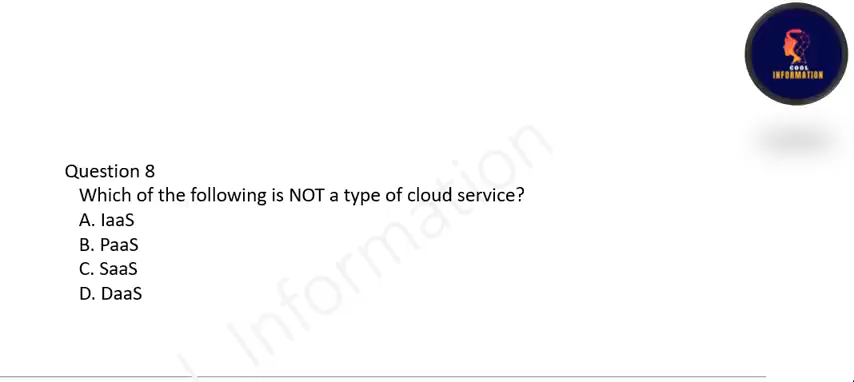 COOL
INFORMATION
Question 8
Which of the following is NOT a type of cloud service?
A. IaaS
B. PaaS
C. SaaS
D. DaaS
Information